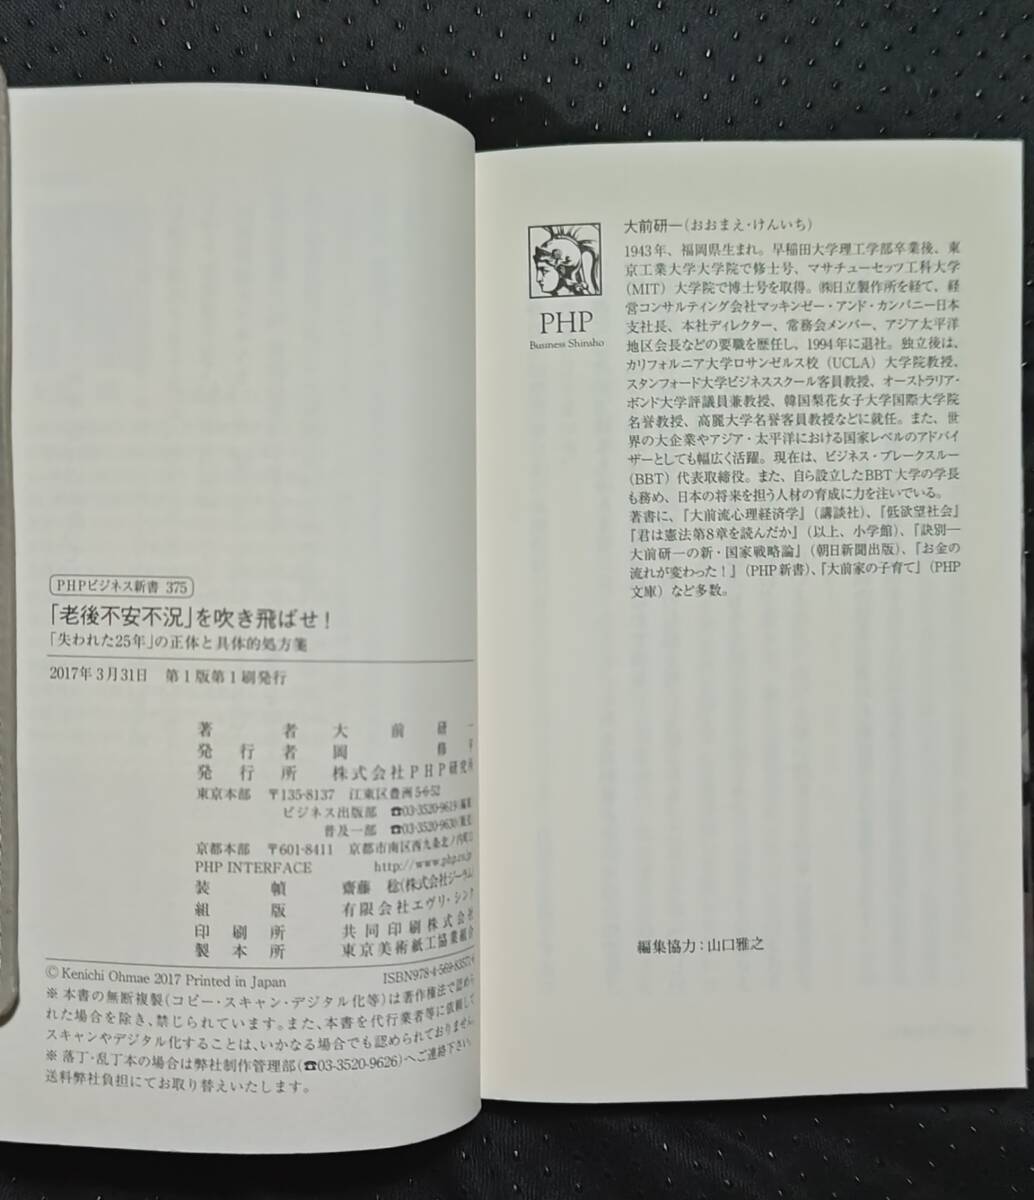 PHPビジネス新書 375
「老後不安不況」を吹き飛ばせ！
「失われた25年」の正体と具体的処方箋
2017年3月31日　第1版第1刷発行
著者　大前研一
発行者　岡　修平
発行所　株式会社PHP研究所
東京本部　〒135-8137　江東区豊洲5-6-52
ビジネス出版部　☎03-3520-9619(編集)
普及一部　☎03-3520-9630(販売)
京都本部　〒601-8411　京都市南区西九条北ノ内町11
PHP INTERFACE　http://www.php.co.jp
装幀　齋藤　稔(株式会社ジーラム)
組版　有限会社エヴリ・シンク
印刷所　共同印刷株式会社
製本所　東京美術紙工協業組合
© Kenichi Ohmae 2017 Printed in Japan　ISBN978-4-569-83577-
※本書の無断複製(コピー・スキャン・デジタル化等)は著作権法で認めら
れた場合を除き、禁じられています。また、本書を代行業者等に依頼して
スキャンやデジタル化することは、いかなる場合でも認められておりません。
※落丁・乱丁本の場合は弊社制作管理部(☎03-3520-9626)へご連絡下さい。
送料弊社負担にてお取り替えいたします。
PHP
Business Shinsho
大前研一(おおまえ・けんいち)
1943年、福岡県生まれ。早稲田大学理工学部卒業後、東
京工業大学大学院で修士号、マサチューセッツ工科大学
(MIT)大学院で博士号を取得。㈱日立製作所を経て、経
営コンサルティング会社マッキンゼー・アンド・カンパニー日本
支社長、本社ディレクター、常務会メンバー、アジア太平洋
地区会長などの要職を歴任し、1994年に退社。独立後は、
カリフォルニア大学ロサンゼルス校(UCLA)大学院教授、
スタンフォード大学ビジネススクール客員教授、オーストラリア・
ボンド大学評議員兼教授、韓国梨花女子大学国際大学院
名誉教授、高麗大学名誉客員教授などに就任。また、世
界の大企業やアジア・太平洋における国家レベルのアドバイ
ザーとしても幅広く活躍。現在は、ビジネス・ブレークスルー
(BBT)代表取締役。また、自ら設立したBBT大学の学長
も務め、日本の将来を担う人材の育成に力を注いでいる。
著書に、『大前流心理経済学』(講談社)、『低欲望社会』
『君は憲法第8章を読んだか』(以上、小学館)、『訣別―
大前研一の新・国家戦略論』(朝日新聞出版)、『お金の
流れが変わった！』(PHP新書)、『大前家の子育て』(PHP
文庫)など多数。
編集協力：山口雅之